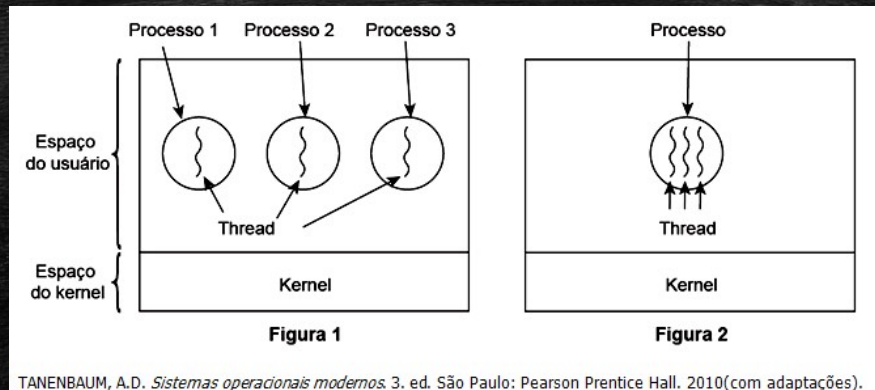 Processo 1 Processo 2 Processo 3
Espaço
do usuário
Thread
Espaço
do kernel
Kernel
Figura 1
Processo
Thread
Kernel
Figura 2
TANENBAUM, A.D. Sistemas operacionais modernos. 3. ed. São Paulo: Pearson Prentice Hall. 2010(com adaptações).